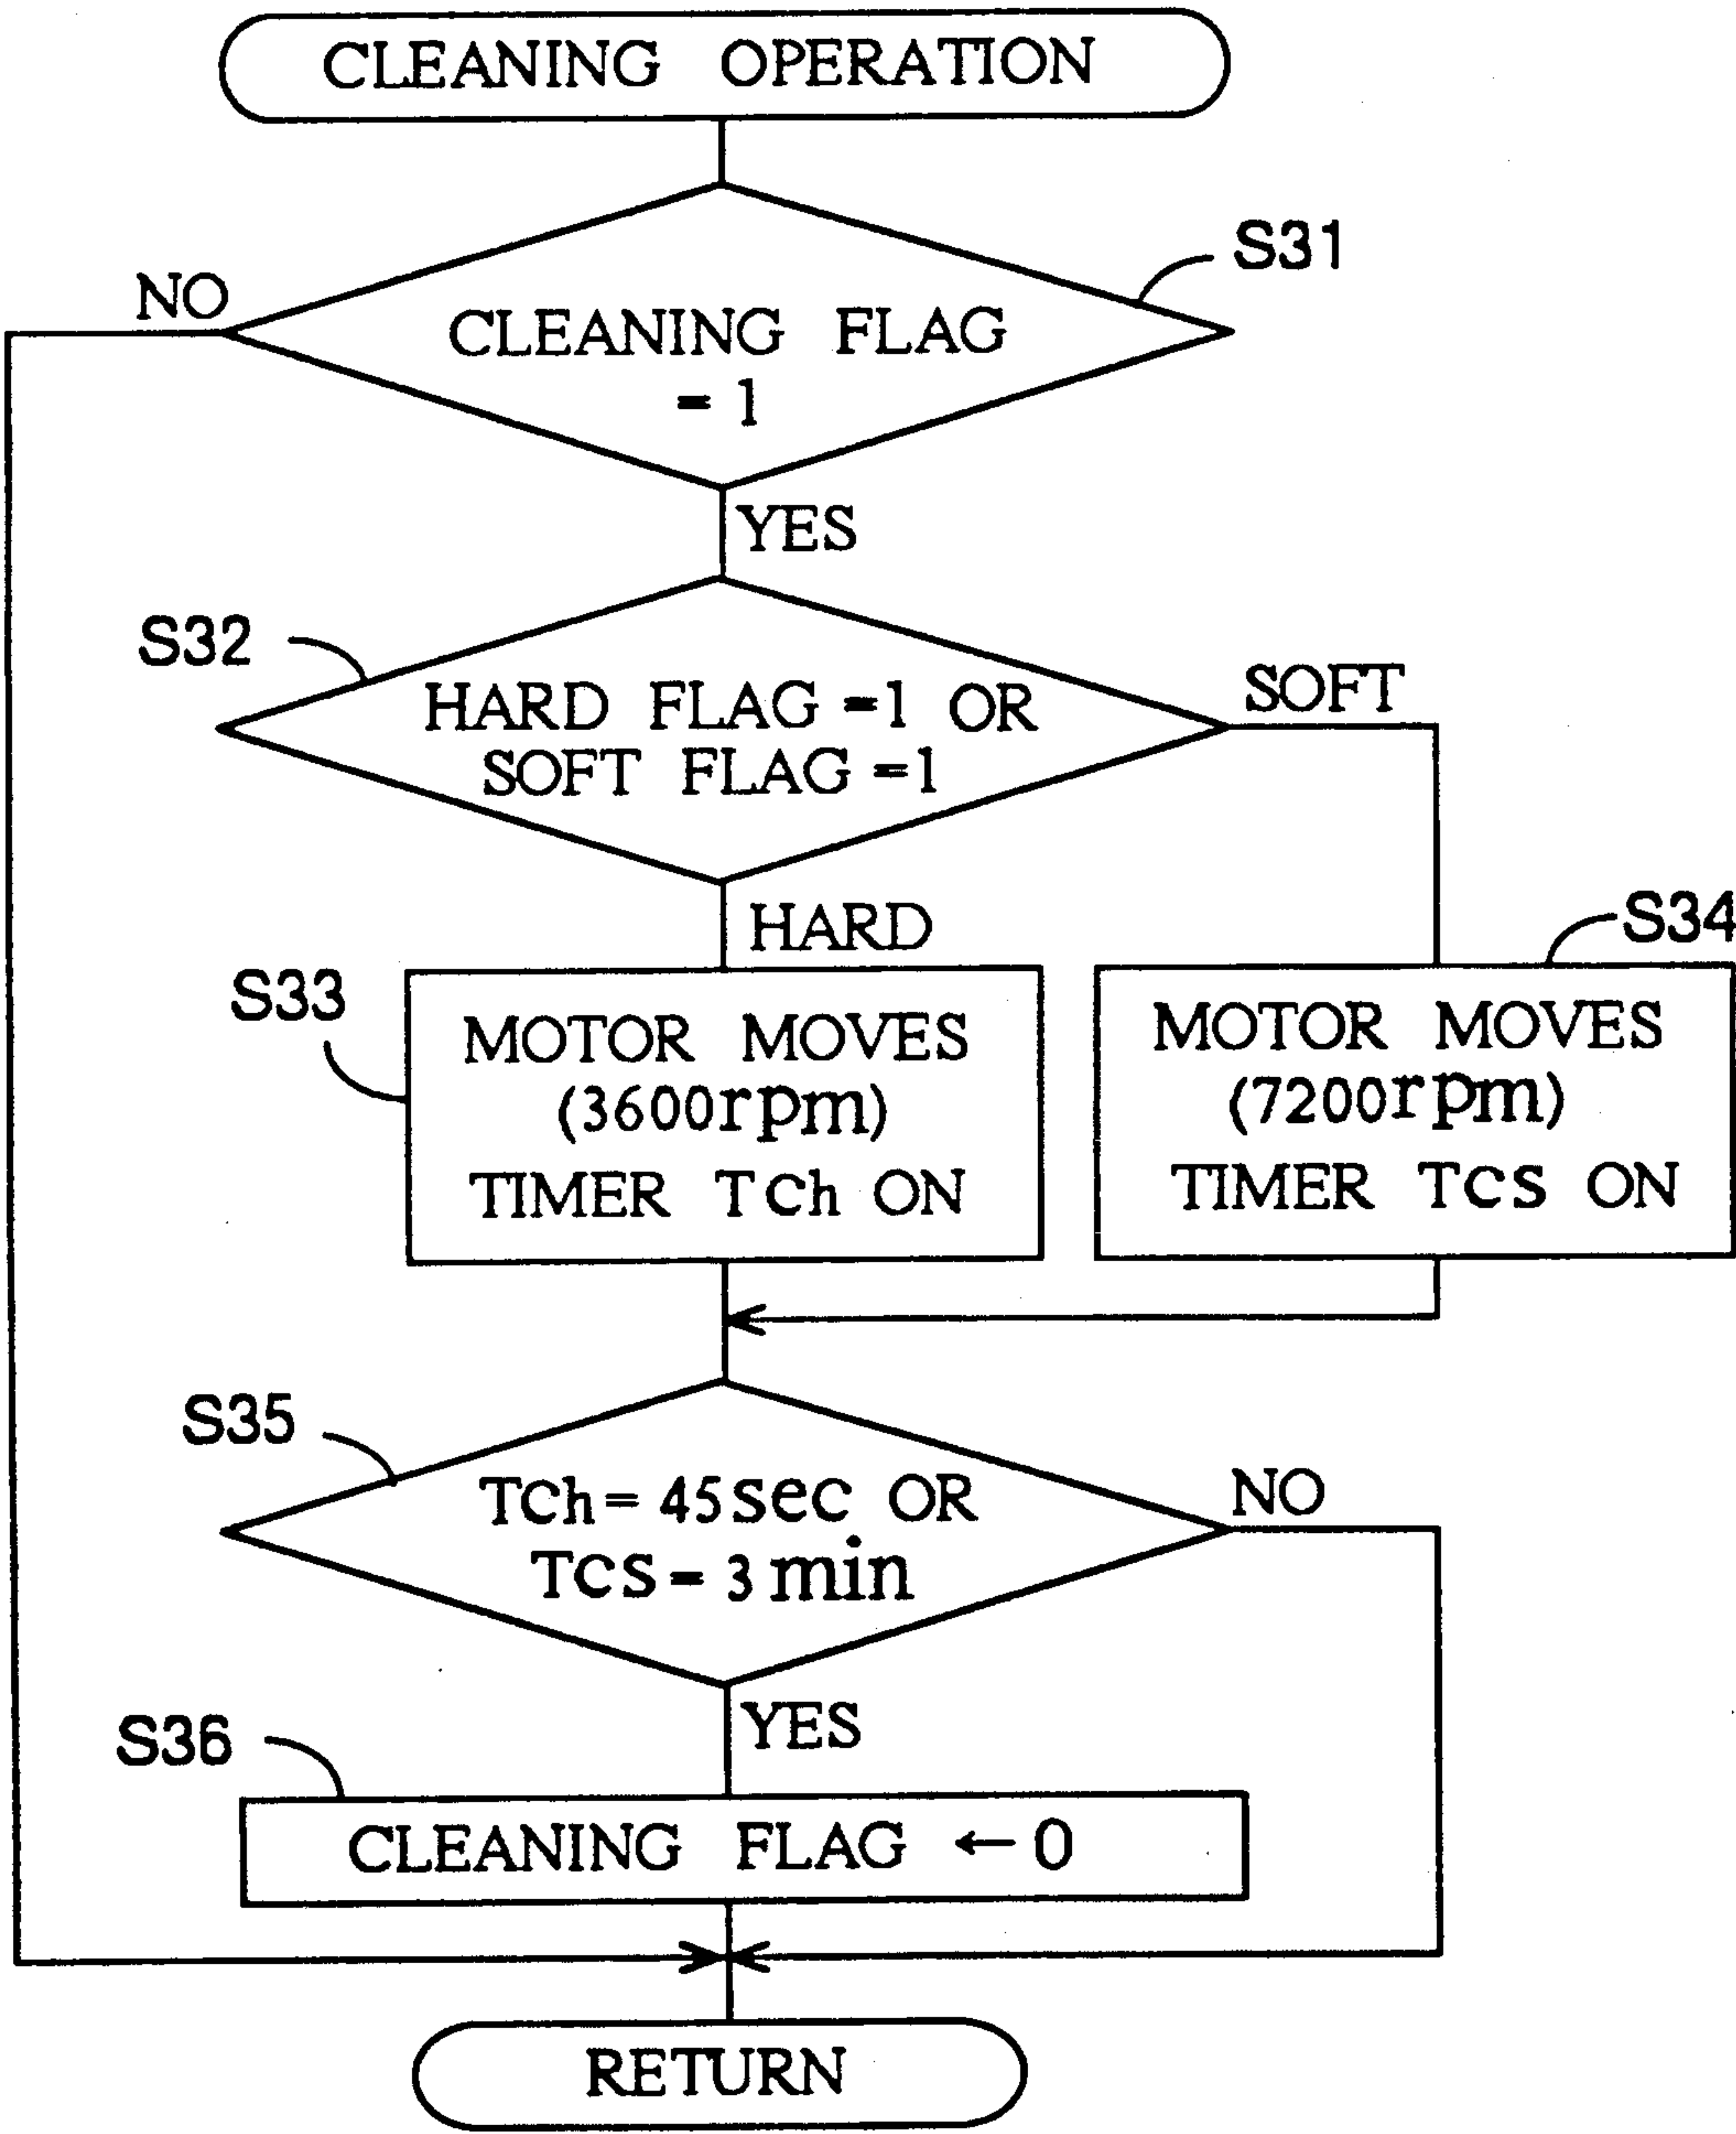 CLEANING OPERATION
S31
NO
CLEANING FLAG
= 1
YES
S32
HARD FLAG =1 OR
SOFT FLAG =1
SOFT
HARD
S33
MOTOR MOVES
(3600rpm)
TIMER TCh ON
S34
MOTOR MOVES
(7200rpm)
TIMER TCS ON
S35
TCh = 45sec OR
TCS = 3 min
NO
YES
S36
CLEANING FLAG ← 0
RETURN